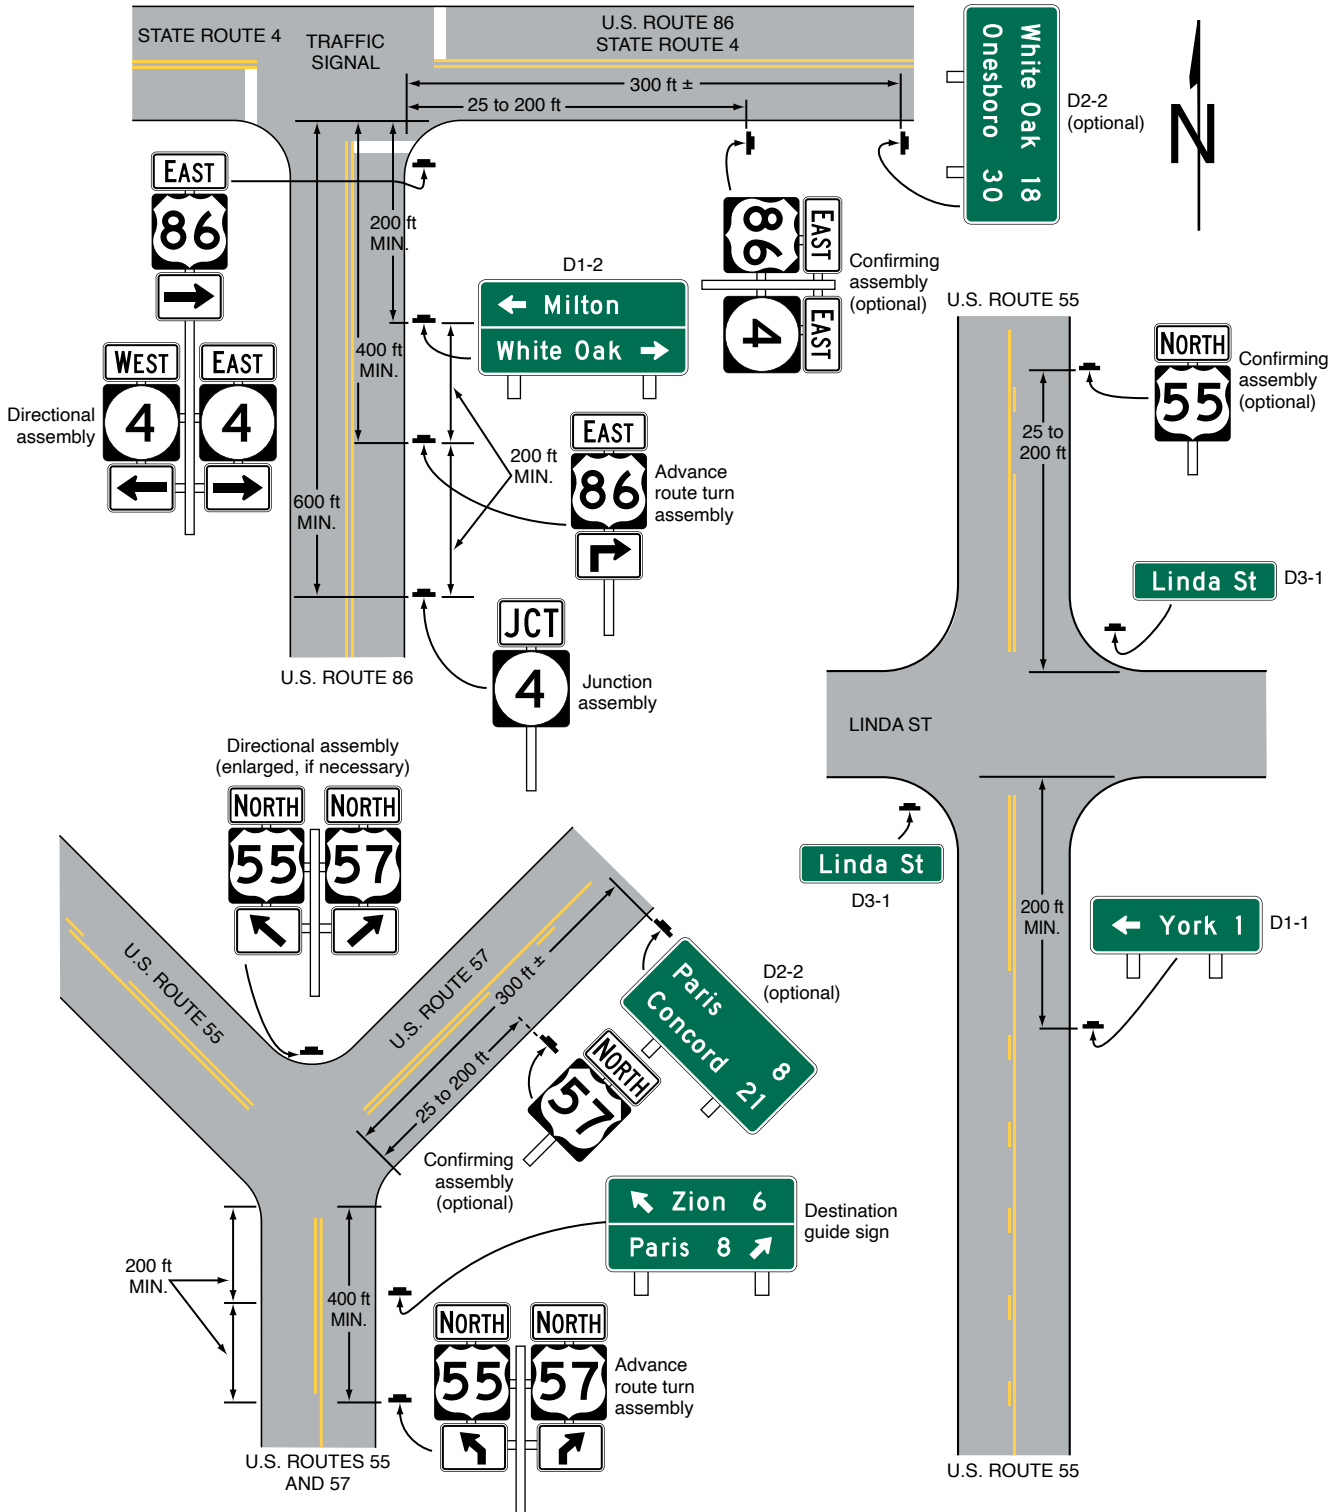 STATE ROUTE 4
TRAFFIC
SIGNAL
U.S. ROUTE 86
STATE ROUTE 4
300 ft ±
25 to 200 ft
White Oak 18
Onesboro 30
D2-2
(optional)
N
EAST
86
WEST
4
EAST
4
Directional
assembly
200 ft
MIN.
400 ft
MIN.
600 ft
MIN.
200 ft
MIN.
D1-2
Milton
White Oak
EAST
86
EAST
4
Confirming
assembly
(optional)
EAST
86
Advance
route turn
assembly
JCT
4
Junction
assembly
U.S. ROUTE 86
U.S. ROUTE 55
NORTH
55
Confirming
assembly
(optional)
25 to
200 ft
Linda St
D3-1
LINDA ST
Linda St
D3-1
200 ft
MIN.
York 1
D1-1
U.S. ROUTE 55
Directional assembly
(enlarged, if necessary)
NORTH
55
NORTH
57
U.S. ROUTE 55
U.S. ROUTE 57
300 ft ±
25 to 200 ft
Paris 8
Concord 21
D2-2
(optional)
NORTH
57
Confirming
assembly
(optional)
Zion 6
Paris 8
Destination
guide sign
200 ft
MIN.
400 ft
MIN.
NORTH
55
NORTH
57
Advance
route turn
assembly
U.S. ROUTES 55
AND 57